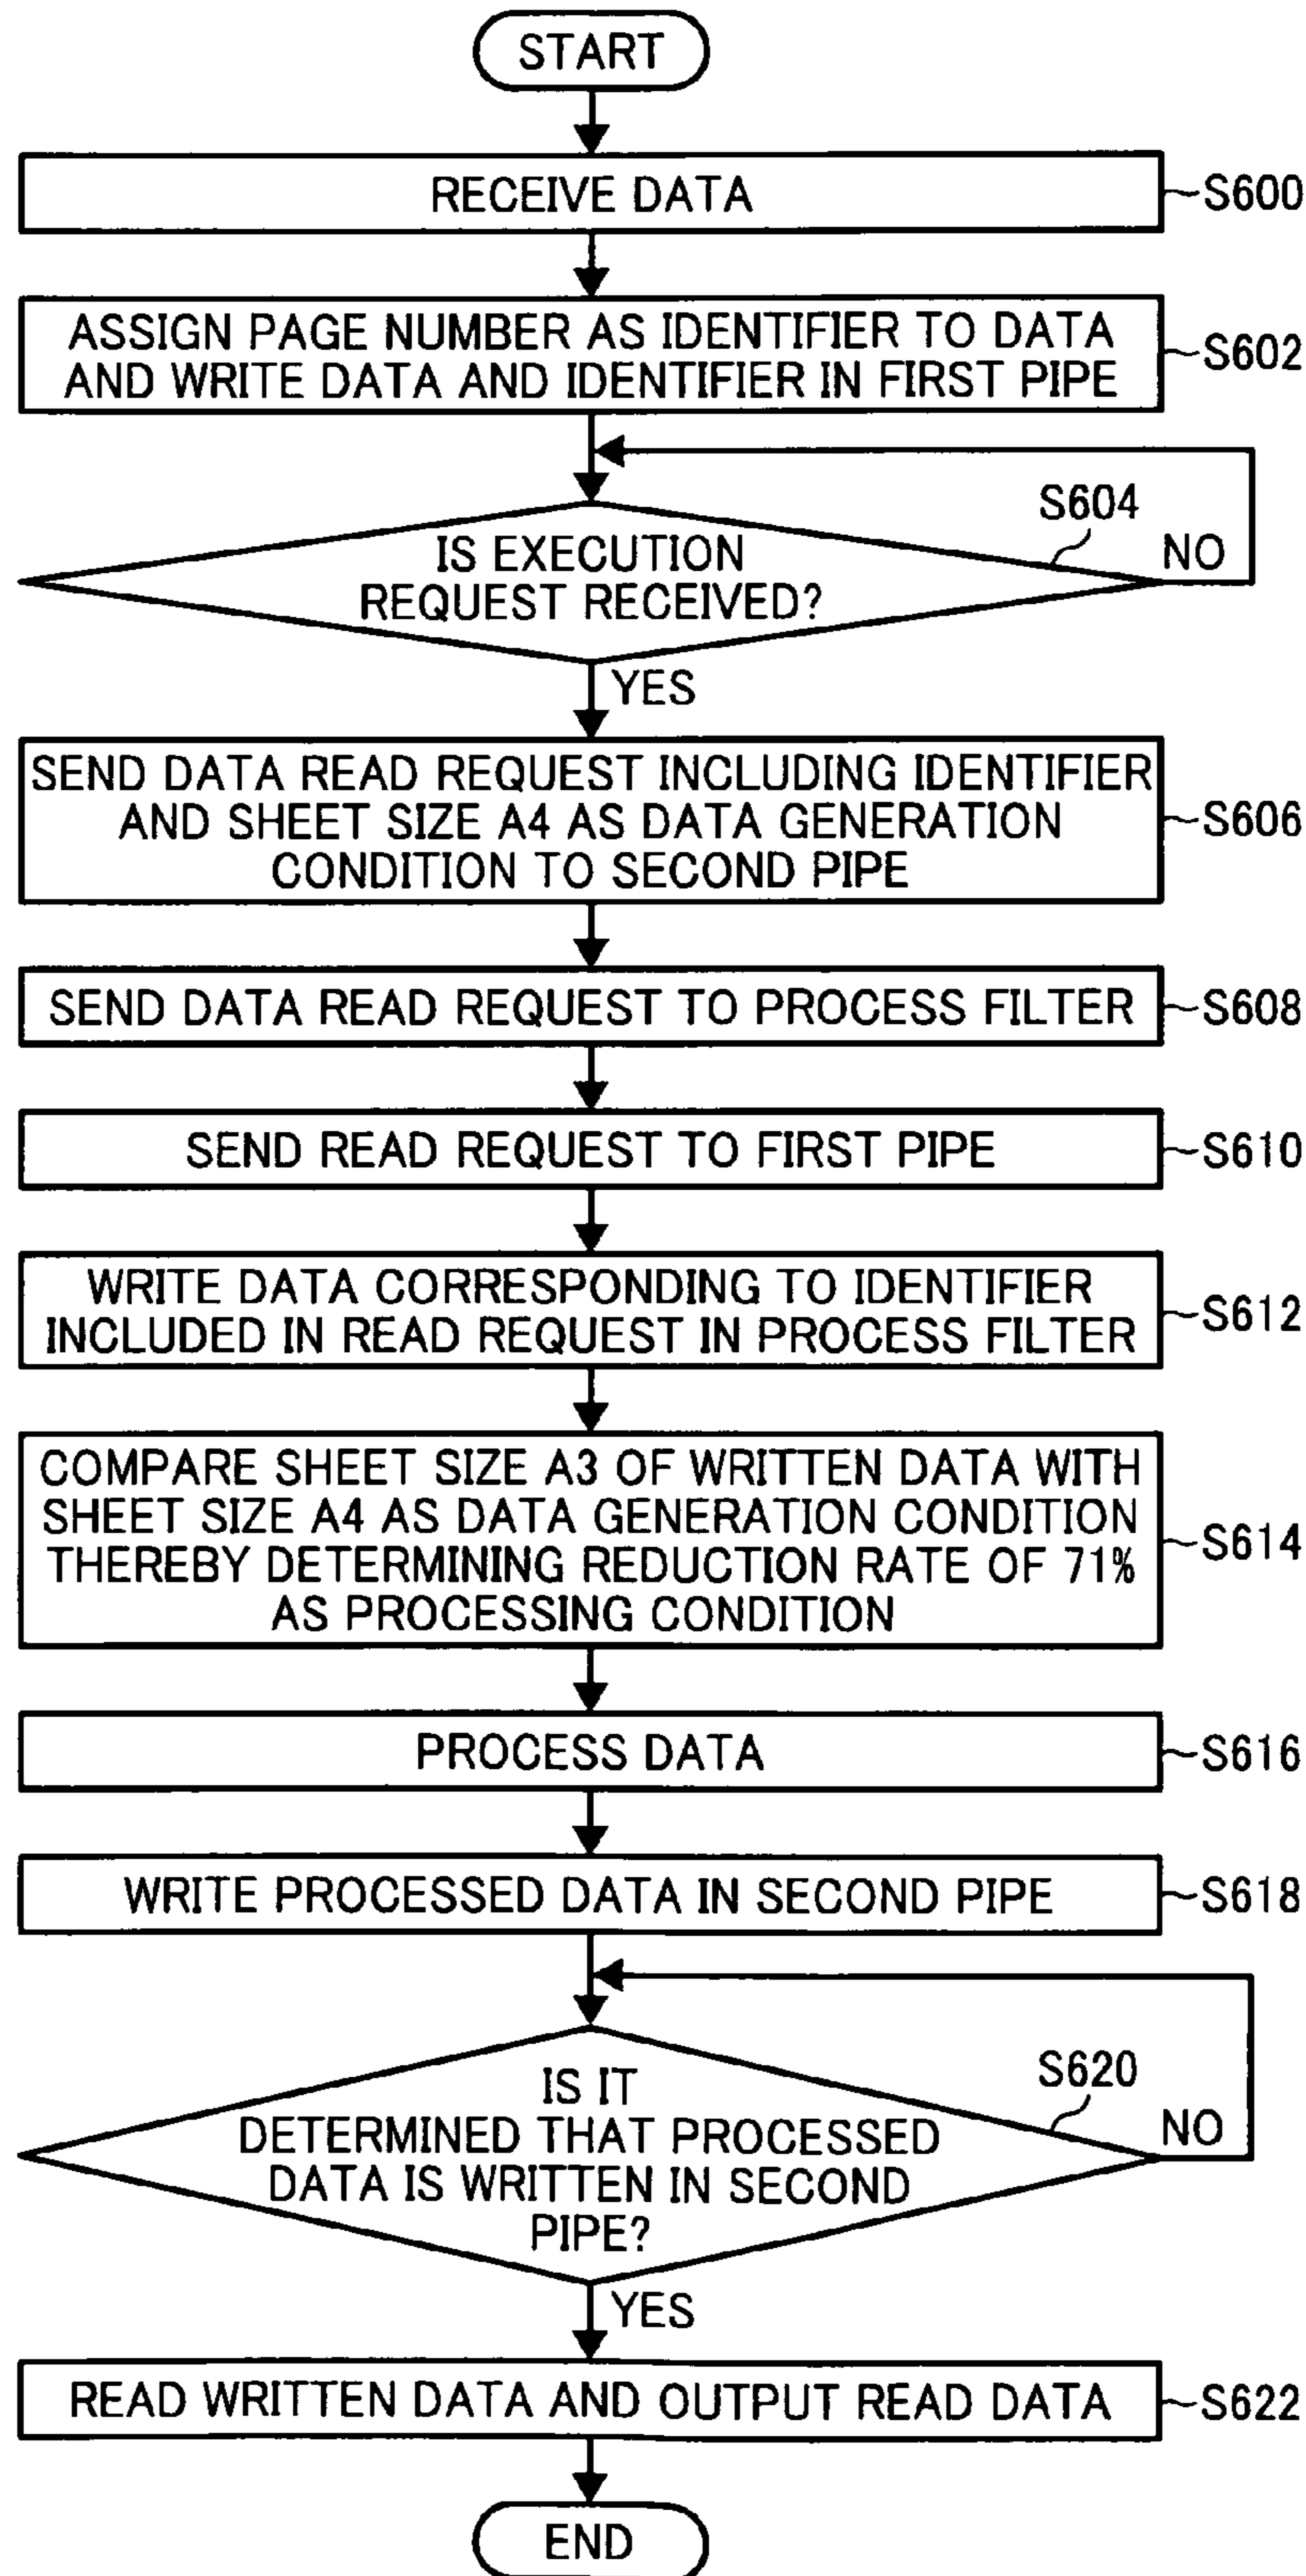 START
RECEIVE DATA
~S600
ASSIGN PAGE NUMBER AS IDENTIFIER TO DATA
AND WRITE DATA AND IDENTIFIER IN FIRST PIPE
~S602
S604
IS EXECUTION
REQUEST RECEIVED?
NO
YES
SEND DATA READ REQUEST INCLUDING IDENTIFIER
AND SHEET SIZE A4 AS DATA GENERATION
CONDITION TO SECOND PIPE
~S606
SEND DATA READ REQUEST TO PROCESS FILTER
~S608
SEND READ REQUEST TO FIRST PIPE
~S610
WRITE DATA CORRESPONDING TO IDENTIFIER
INCLUDED IN READ REQUEST IN PROCESS FILTER
~S612
COMPARE SHEET SIZE A3 OF WRITTEN DATA WITH
SHEET SIZE A4 AS DATA GENERATION CONDITION
THEREBY DETERMINING REDUCTION RATE OF 71%
AS PROCESSING CONDITION
~S614
PROCESS DATA
~S616
WRITE PROCESSED DATA IN SECOND PIPE
~S618
S620
IS IT
DETERMINED THAT PROCESSED
DATA IS WRITTEN IN SECOND
PIPE?
NO
YES
READ WRITTEN DATA AND OUTPUT READ DATA
~S622
END